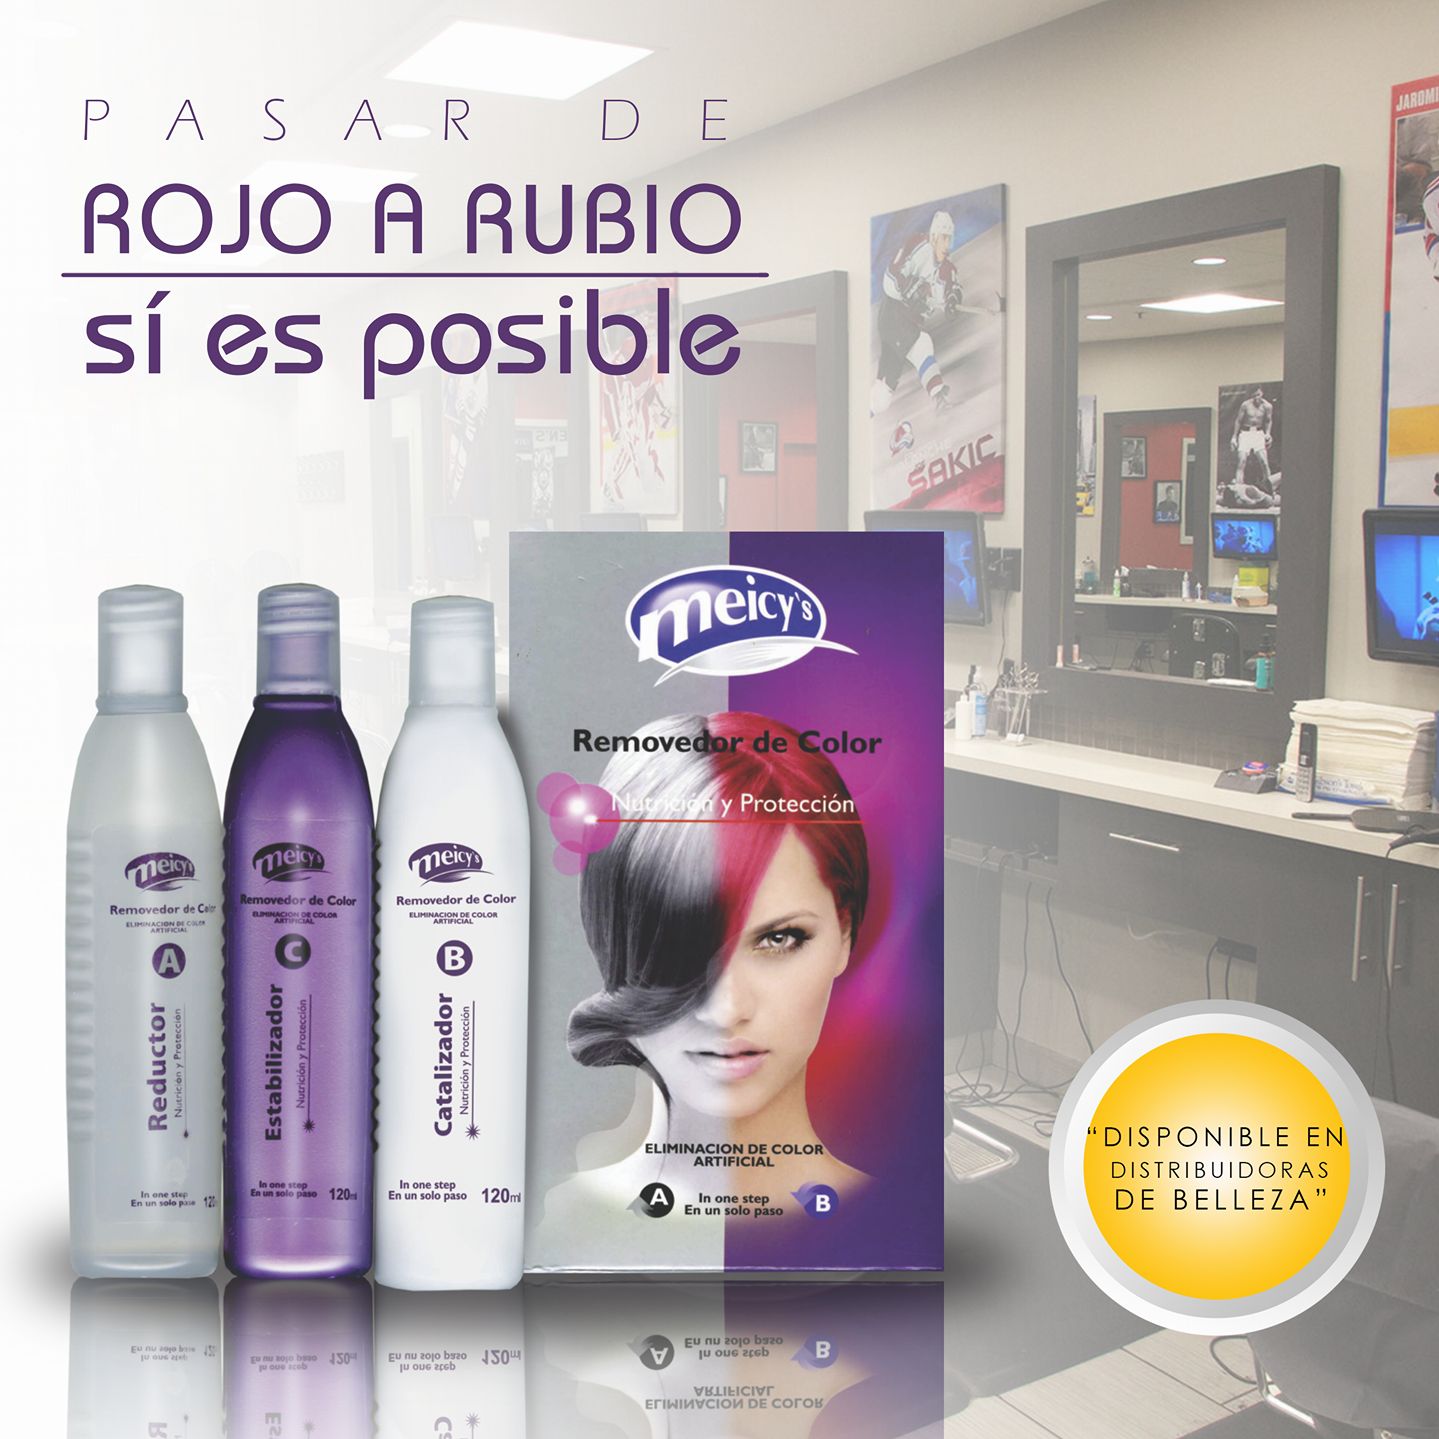 PASAR DE
ROJO A RUBIO
sí es posible
JAROMI
SAKIC
meicy's
Removedor de Color
Nutrición y Protección
ELIMINACION DE COLOR
ARTIFICIAL
A
In one step
En un solo paso
B
meicy's
Removedor de Color
ELIMINACION DE COLOR
ARTIFICIAL
A
Reductor
Nutrición y Protección
In one step
En un solo paso
120
meicy's
Removedor de Color
ELIMINACION DE COLOR
ARTIFICIAL
C
Estabilizador
Nutrición y Protección
In one step
En un solo paso
120ml
meicy's
Removedor de Color
ELIMINACION DE COLOR
ARTIFICIAL
B
Catalizador
Nutrición y Protección
In one step
En un solo paso
120ml
“DISPONIBLE EN
DISTRIBUIDORAS
DE BELLEZA”